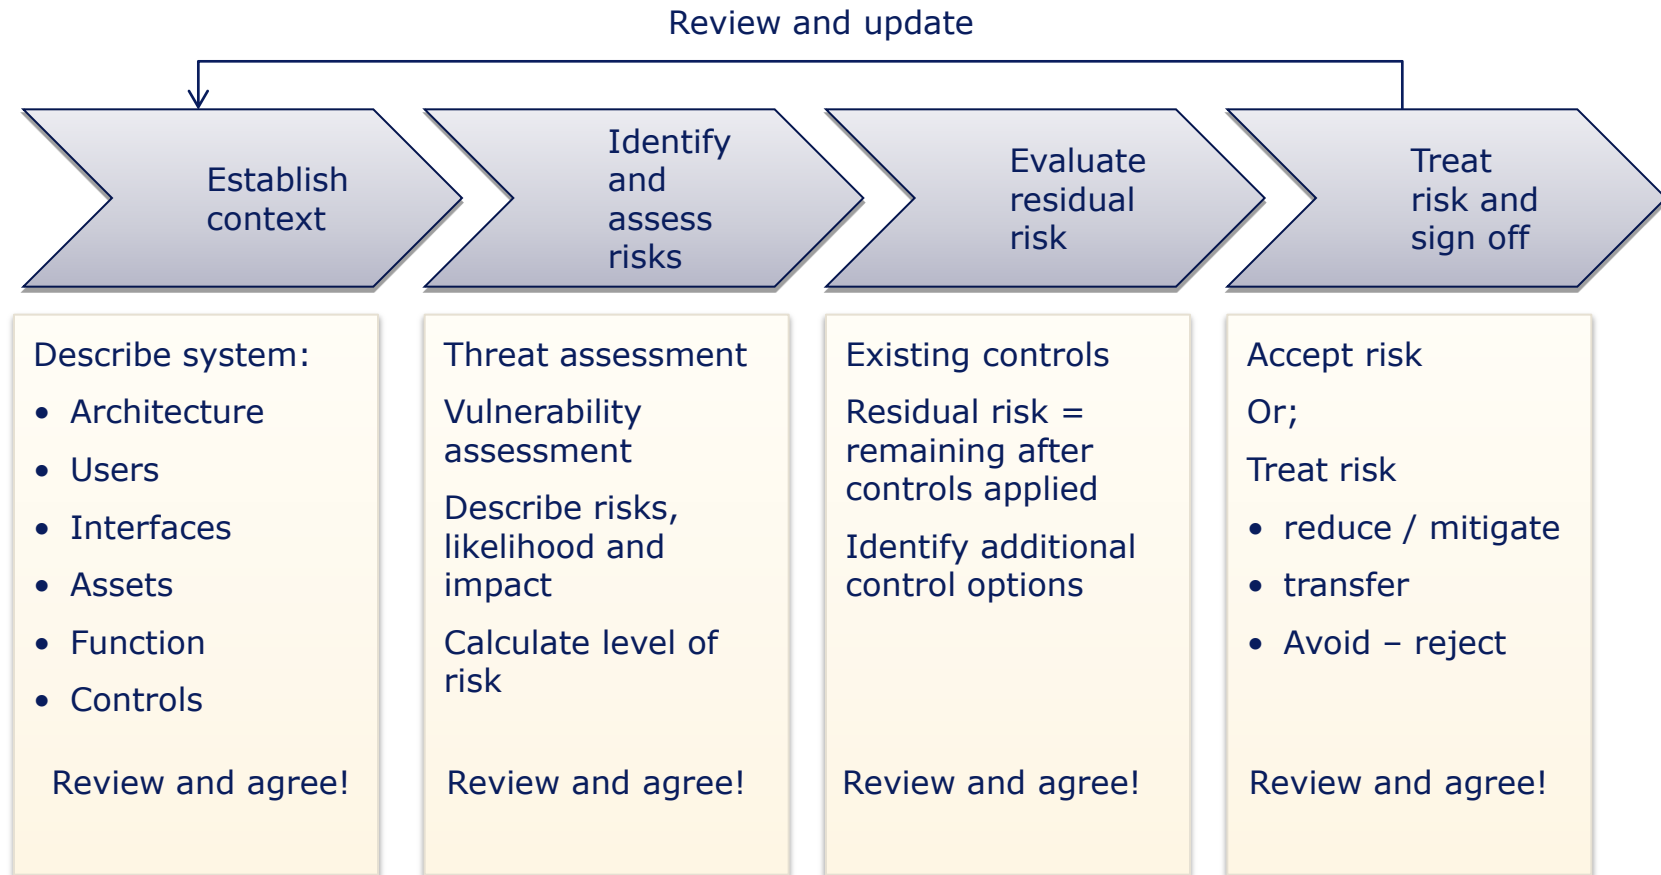 Review and update
Establish
context
Identify
and
assess
risks
Evaluate
residual
risk
Treat
risk and
sign off
Describe system:
• Architecture
• Users
• Interfaces
• Assets
• Function
• Controls
Review and agree!
Threat assessment
Vulnerability
assessment
Describe risks,
likelihood and
impact
Calculate level of
risk
Review and agree!
Existing controls
Residual risk =
remaining after
controls applied
Identify additional
control options
Review and agree!
Accept risk
Or;
Treat risk
• reduce / mitigate
• transfer
• Avoid – reject
Review and agree!